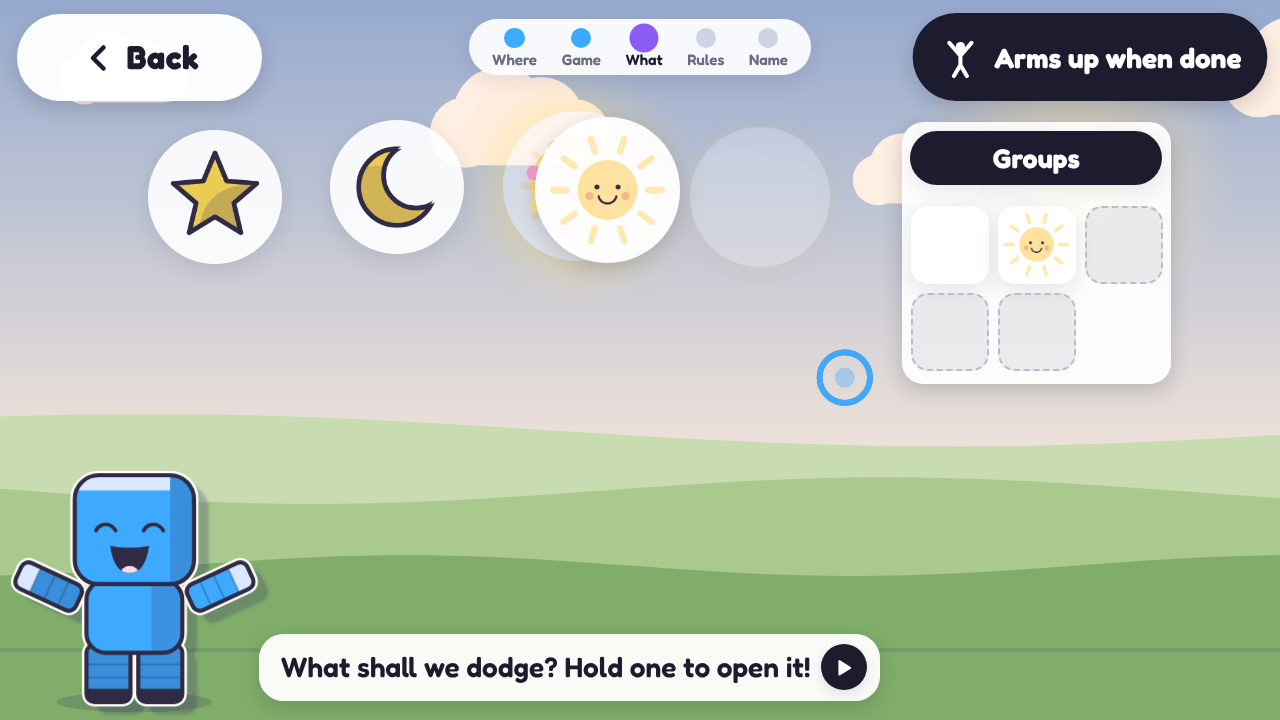 Back
Where
Game
What
Rules
Name
Arms up when done
Groups
What shall we dodge? Hold one to open it!